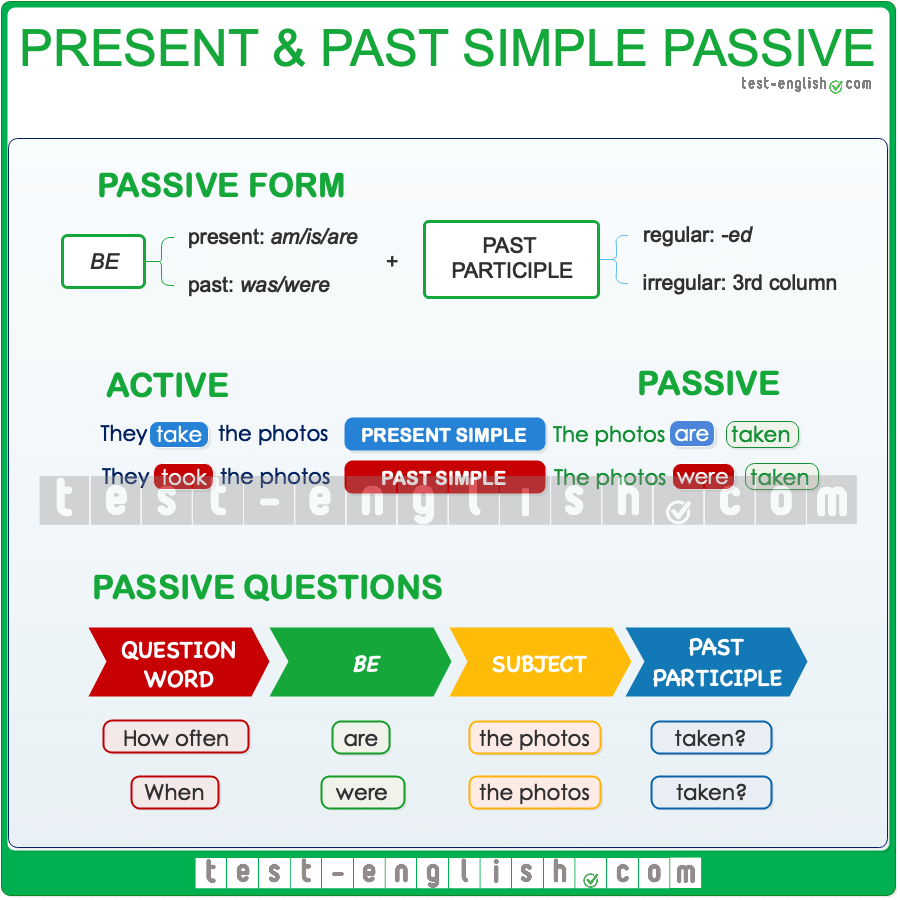 PRESENT & PAST SIMPLE PASSIVE
test-english.com
PASSIVE FORM
BE
present: am/is/are
past: was/were
+
PAST
PARTICIPLE
regular: -ed
irregular: 3rd column
ACTIVE
PASSIVE
They take the photos
PRESENT SIMPLE
The photos are taken
They took the photos
PAST SIMPLE
The photos were taken
test-english.com
PASSIVE QUESTIONS
QUESTION
WORD
BE
SUBJECT
PAST
PARTICIPLE
How often are the photos taken?
When were the photos taken?
test-english.com